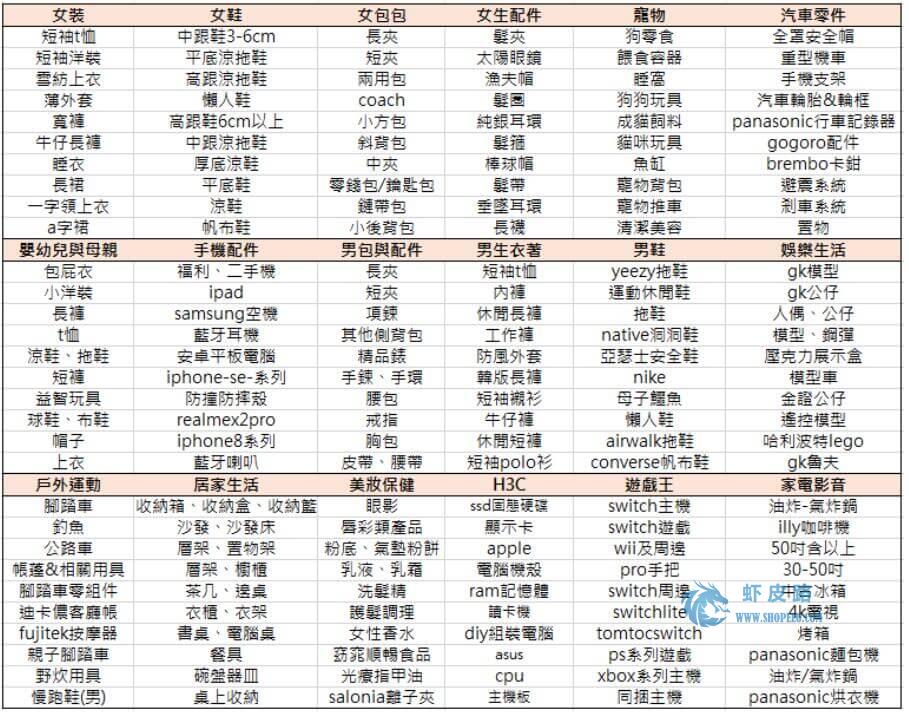 女裝 女鞋 女包包 女生配件 寵物 汽車零件
短袖t恤 中跟鞋3-6cm 長夾 髮夾 狗零食 全罩安全帽
短袖洋裝 平底涼拖鞋 短夾 太陽眼鏡 餵食容器 重型機車
雪紡上衣 高跟涼拖鞋 兩用包 漁夫帽 睡窩 手機支架
薄外套 懶人鞋 coach 髮圈 狗狗玩具 汽車輪胎&輪框
寬褲 高跟鞋6cm以上 小方包 純銀耳環 成貓飼料 panasonic行車記錄器
牛仔長褲 中跟涼拖鞋 斜背包 髮箍 貓咪玩具 gogoro配件
睡衣 厚底涼鞋 中夾 棒球帽 魚缸 brembo卡鉗
長裙 平底鞋 零錢包/鑰匙包 髮帶 寵物背包 避震系統
一字領上衣 涼鞋 鏈帶包 垂墜耳環 寵物推車 剎車系統
a字裙 帆布鞋 小後背包 長襪 清潔美容 置物
嬰幼兒與母親 手機配件 男包與配件 男生衣著 男鞋 娛樂生活
包屁衣 福利、二手機 長夾 短袖t恤 yeezy拖鞋 gk模型
小洋裝 ipad 短夾 內褲 運動休閒鞋 gk公仔
長褲 samsung空機 項鍊 休閒長褲 拖鞋 人偶、公仔
t恤 藍牙耳機 其他側背包 工作褲 native洞洞鞋 模型、鋼彈
涼鞋、拖鞋 安卓平板電腦 精品錶 防風外套 亞瑟士安全鞋 壓克力展示盒
短褲 iphone-se-系列 手鍊、手環 韓版長褲 nike 模型車
益智玩具 防撞防摔殼 腰包 短袖襯衫 母子鱷魚 金證公仔
球鞋、布鞋 realmex2pro 戒指 牛仔褲 懶人鞋 遙控模型
帽子 iphone8系列 胸包 休閒短褲 airwalk拖鞋 哈利波特lego
上衣 藍牙喇叭 皮帶、腰帶 短袖polo衫 converse帆布鞋 gk魯夫
戶外運動 居家生活 美妝保健 H3C 遊戲王 家電影音
腳踏車 收納箱、收納盒、收納籃 眼影 ssd固態硬碟 switch主機 油炸-氣炸鍋
釣魚 沙發、沙發床 唇彩類產品 顯示卡 switch遊戲 illy咖啡機
公路車 層架、置物架 粉底、氣墊粉餅 apple wii及周邊 50吋含以上
帳蓬&相關用具 層架、櫥櫃 乳液、乳霜 電腦機殼 pro手把 30-50吋
腳踏車零組件 茶几、邊桌 洗髮精 ram記憶體 switch周邊 中古冰箱
迪卡儂客廳帳 衣櫃、衣架 護髮調理 讀卡機 switchlite 4k電視
fujitek按摩器 書桌、電腦桌 女性香水 diy組裝電腦 tomtocswitch 烤箱
親子腳踏車 餐具 窈窕順暢食品 asus ps系列遊戲 panasonic麵包機
野炊用具 碗盤器皿 光療指甲油 cpu xbox系列主機 油炸/氣炸鍋
慢跑鞋(男) 桌上收納 salonia離子夾 主機板 同捆主機 panasonic烘衣機
虾皮路
WWW.SHOPEE6.COM